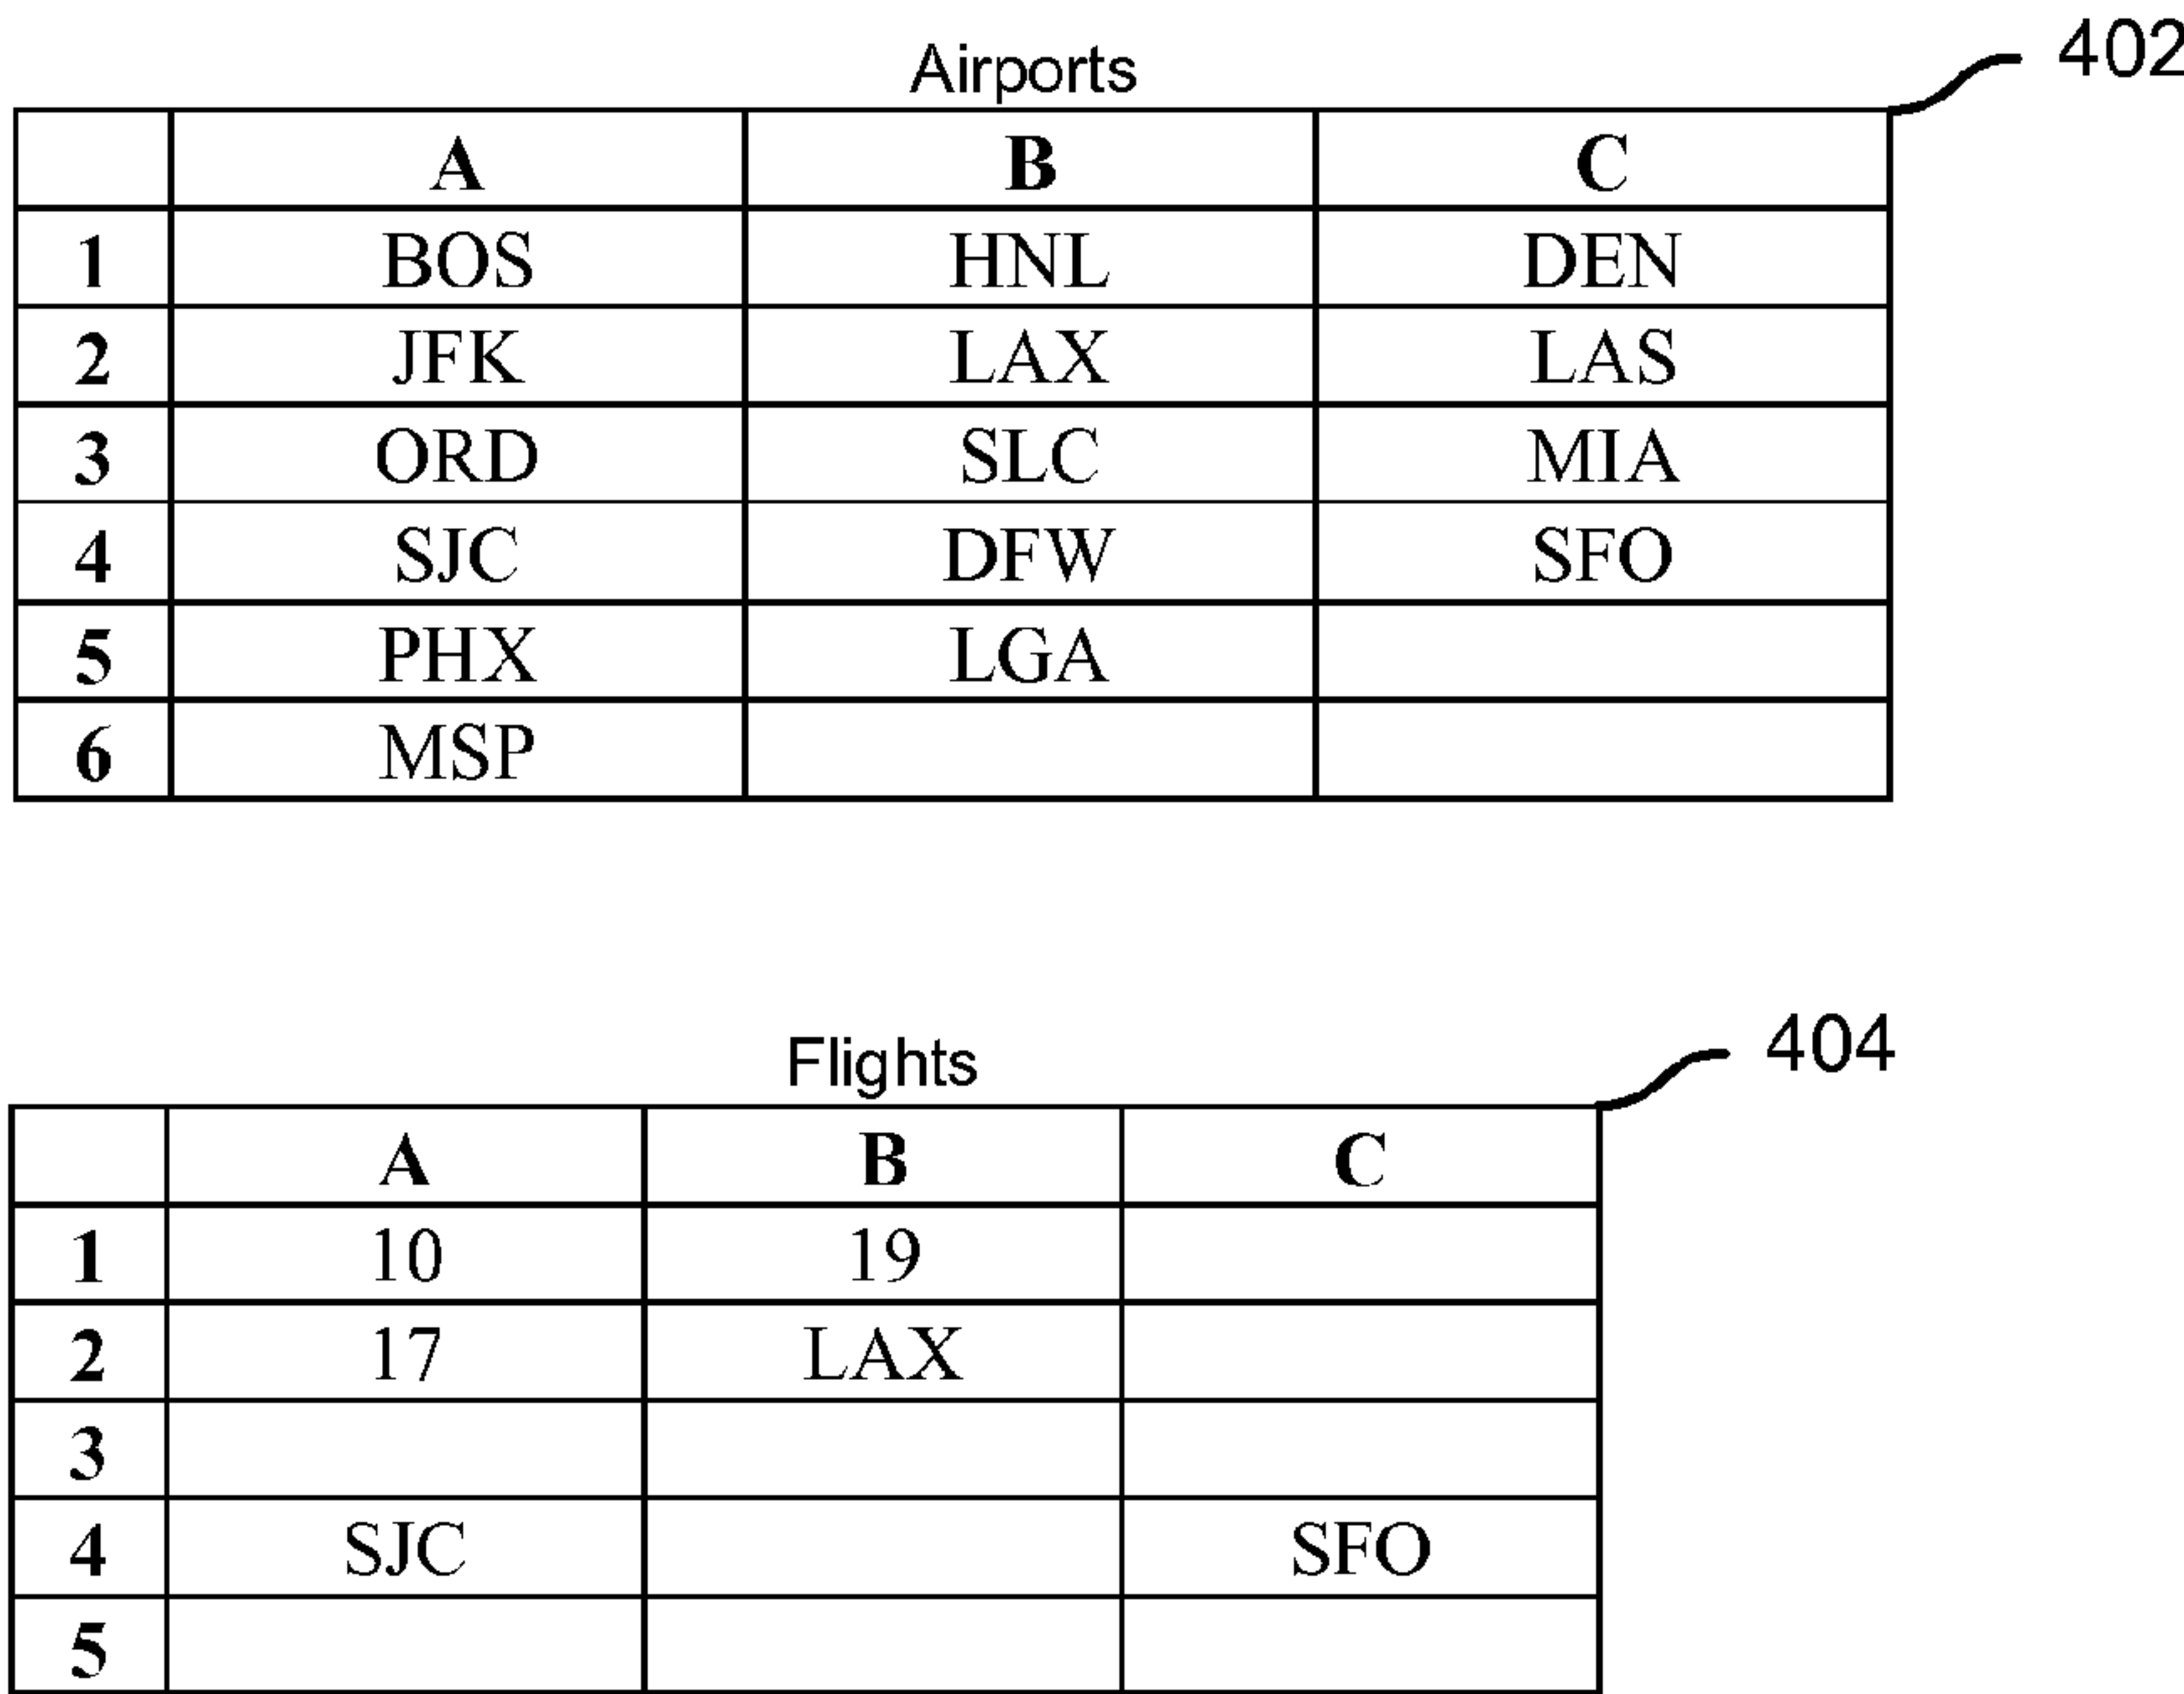 402
Airports
A B C
1 BOS HNL DEN
2 JFK LAX LAS
3 ORD SLC MIA
4 SJC DFW SFO
5 PHX LGA
6 MSP
404
Flights
A B C
1 10 19
2 17 LAX
3
4 SJC SFO
5